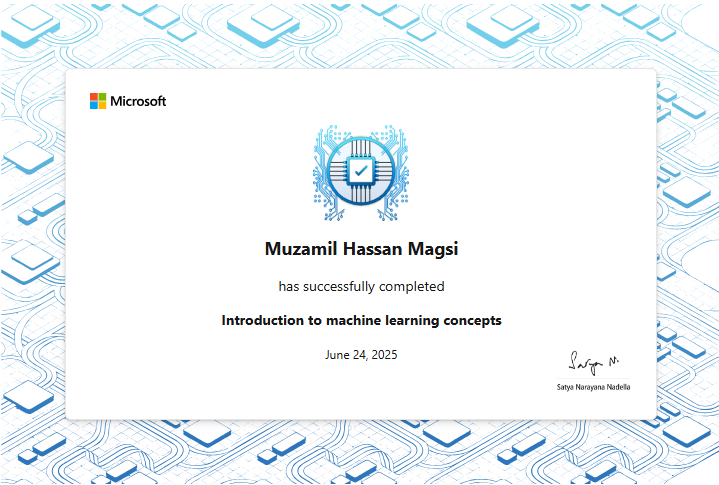 Microsoft
Muzamil Hassan Magsi
has successfully completed
Introduction to machine learning concepts
June 24, 2025
Satya N.
Satya Narayana Nadella